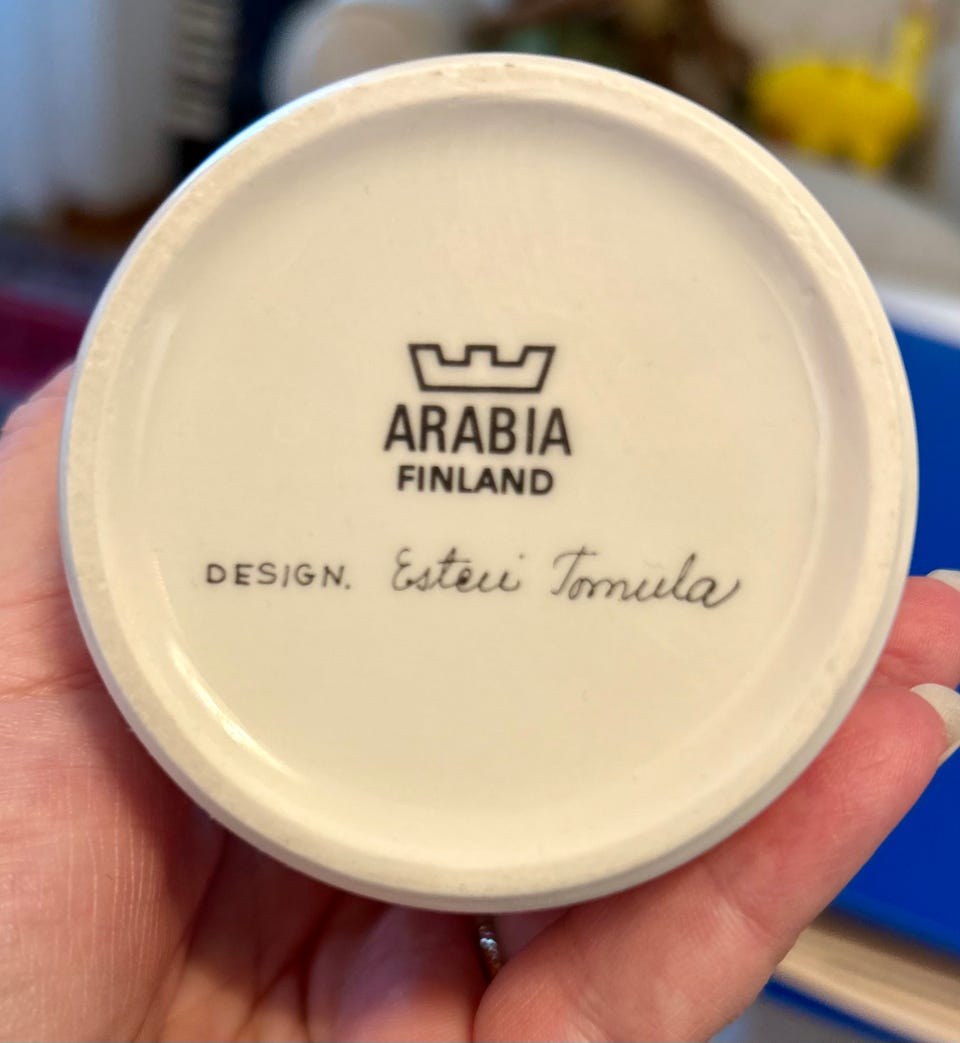 ARABIA
FINLAND
DESIGN. Esteri Tomula